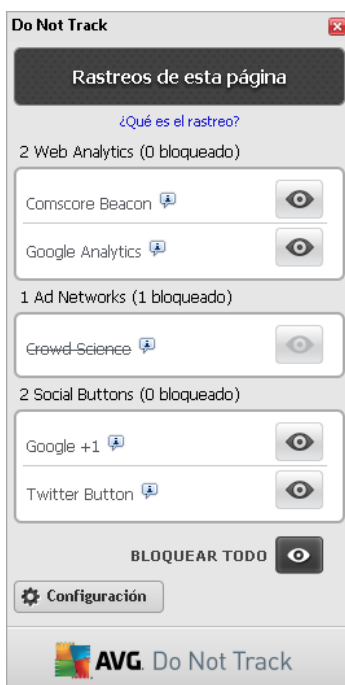 Do Not Track
Rastreos de esta página
¿Qué es el rastreo?
2 Web Analytics (0 bloqueado)
Comscore Beacon
Google Analytics
1 Ad Networks (1 bloqueado)
Crowd Science
2 Social Buttons (0 bloqueado)
Google +1
Twitter Button
BLOQUEAR TODO
Configuración
AVG. Do Not Track